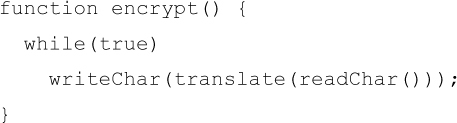 function encrypt() {
  while(true)
    writeChar(translate(readChar()));
}